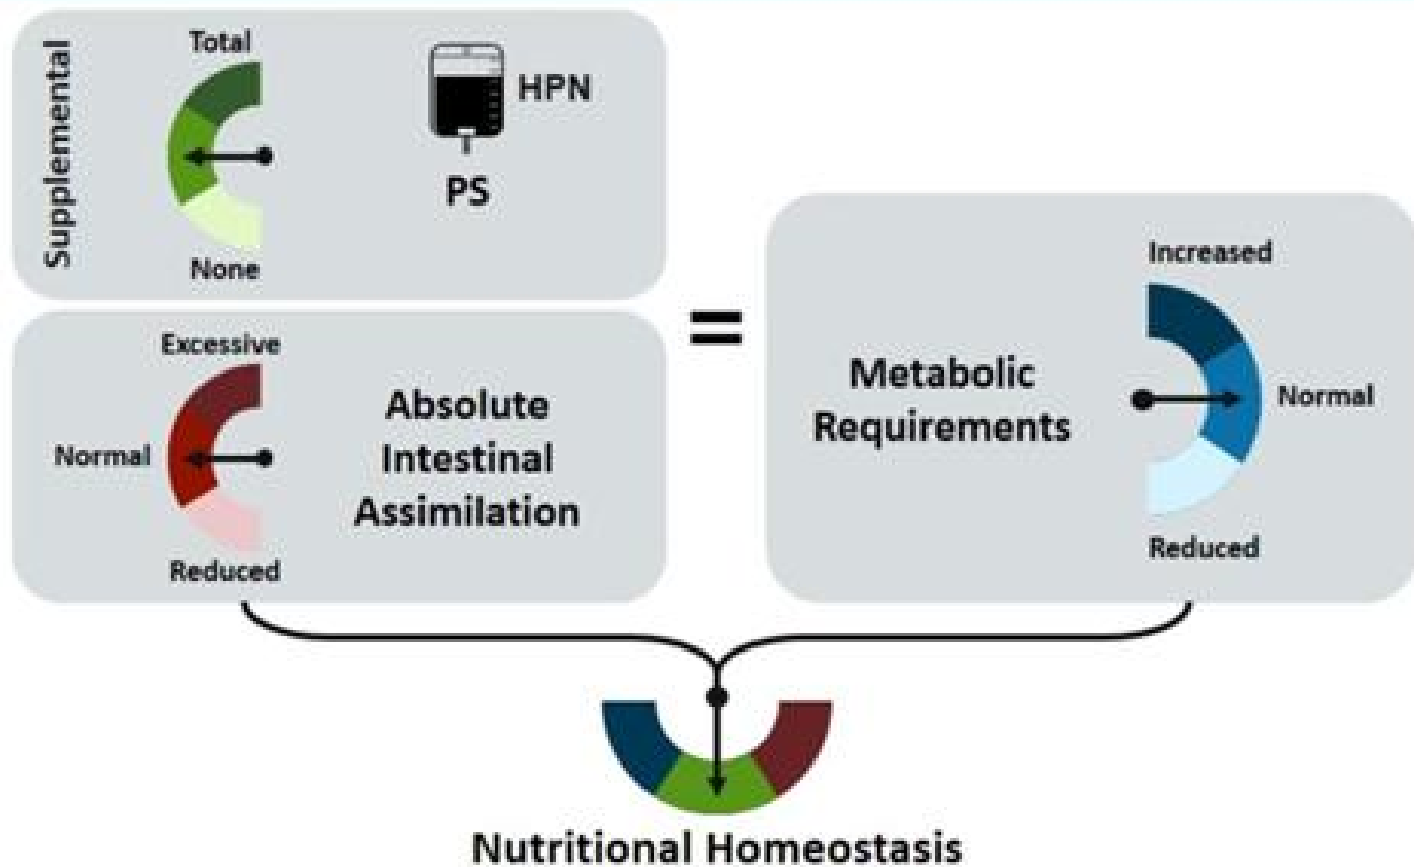 Supplemental
Total
None
HPN
PS
Excessive
Normal
Reduced
Absolute
Intestinal
Assimilation
=
Metabolic
Requirements
Increased
Normal
Reduced
Nutritional Homeostasis